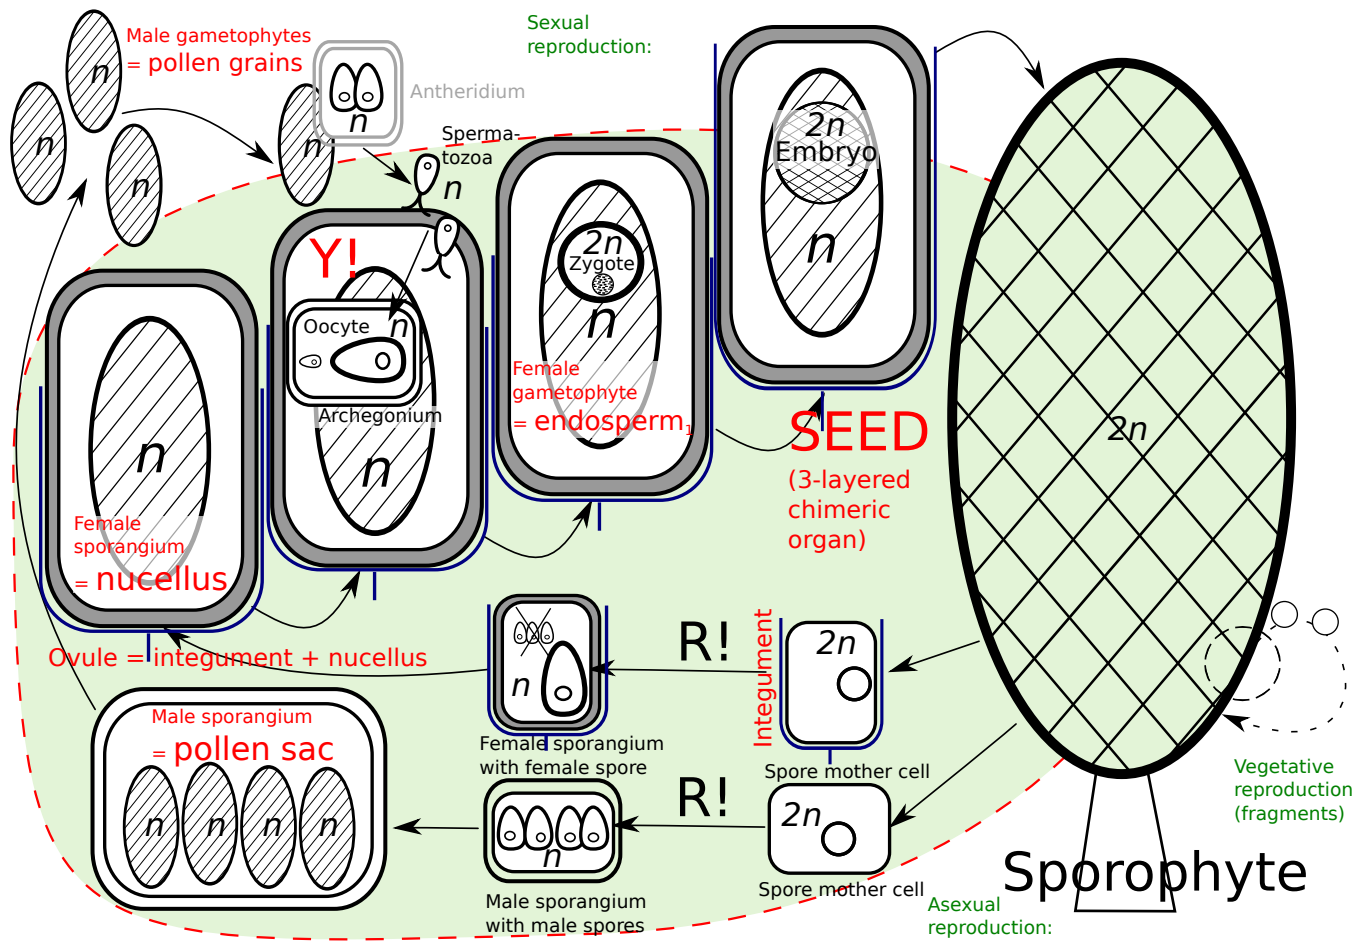 Sexual
reproduction:
Male gametophytes
= pollen grains
n
n
n
n
n
Antheridium
Sperma-
tozoa
n
2n
Embryo
n
Y!
2n
Zygote
n
Oocyte
n
Archegonium
n
Female
gametophyte
= endosperm₁
SEED
(3-layered
chimeric
organ)
2n
n
Female
sporangium
= nucellus
Ovule = integument + nucellus
R!
Integument
2n
n
Female sporangium
with female spore
Spore mother cell
Male sporangium
= pollen sac
n
n
n
n
R!
2n
n
Male sporangium
with male spores
Spore mother cell
Vegetative
reproduction
(fragments)
Sporophyte
Asexual
reproduction: